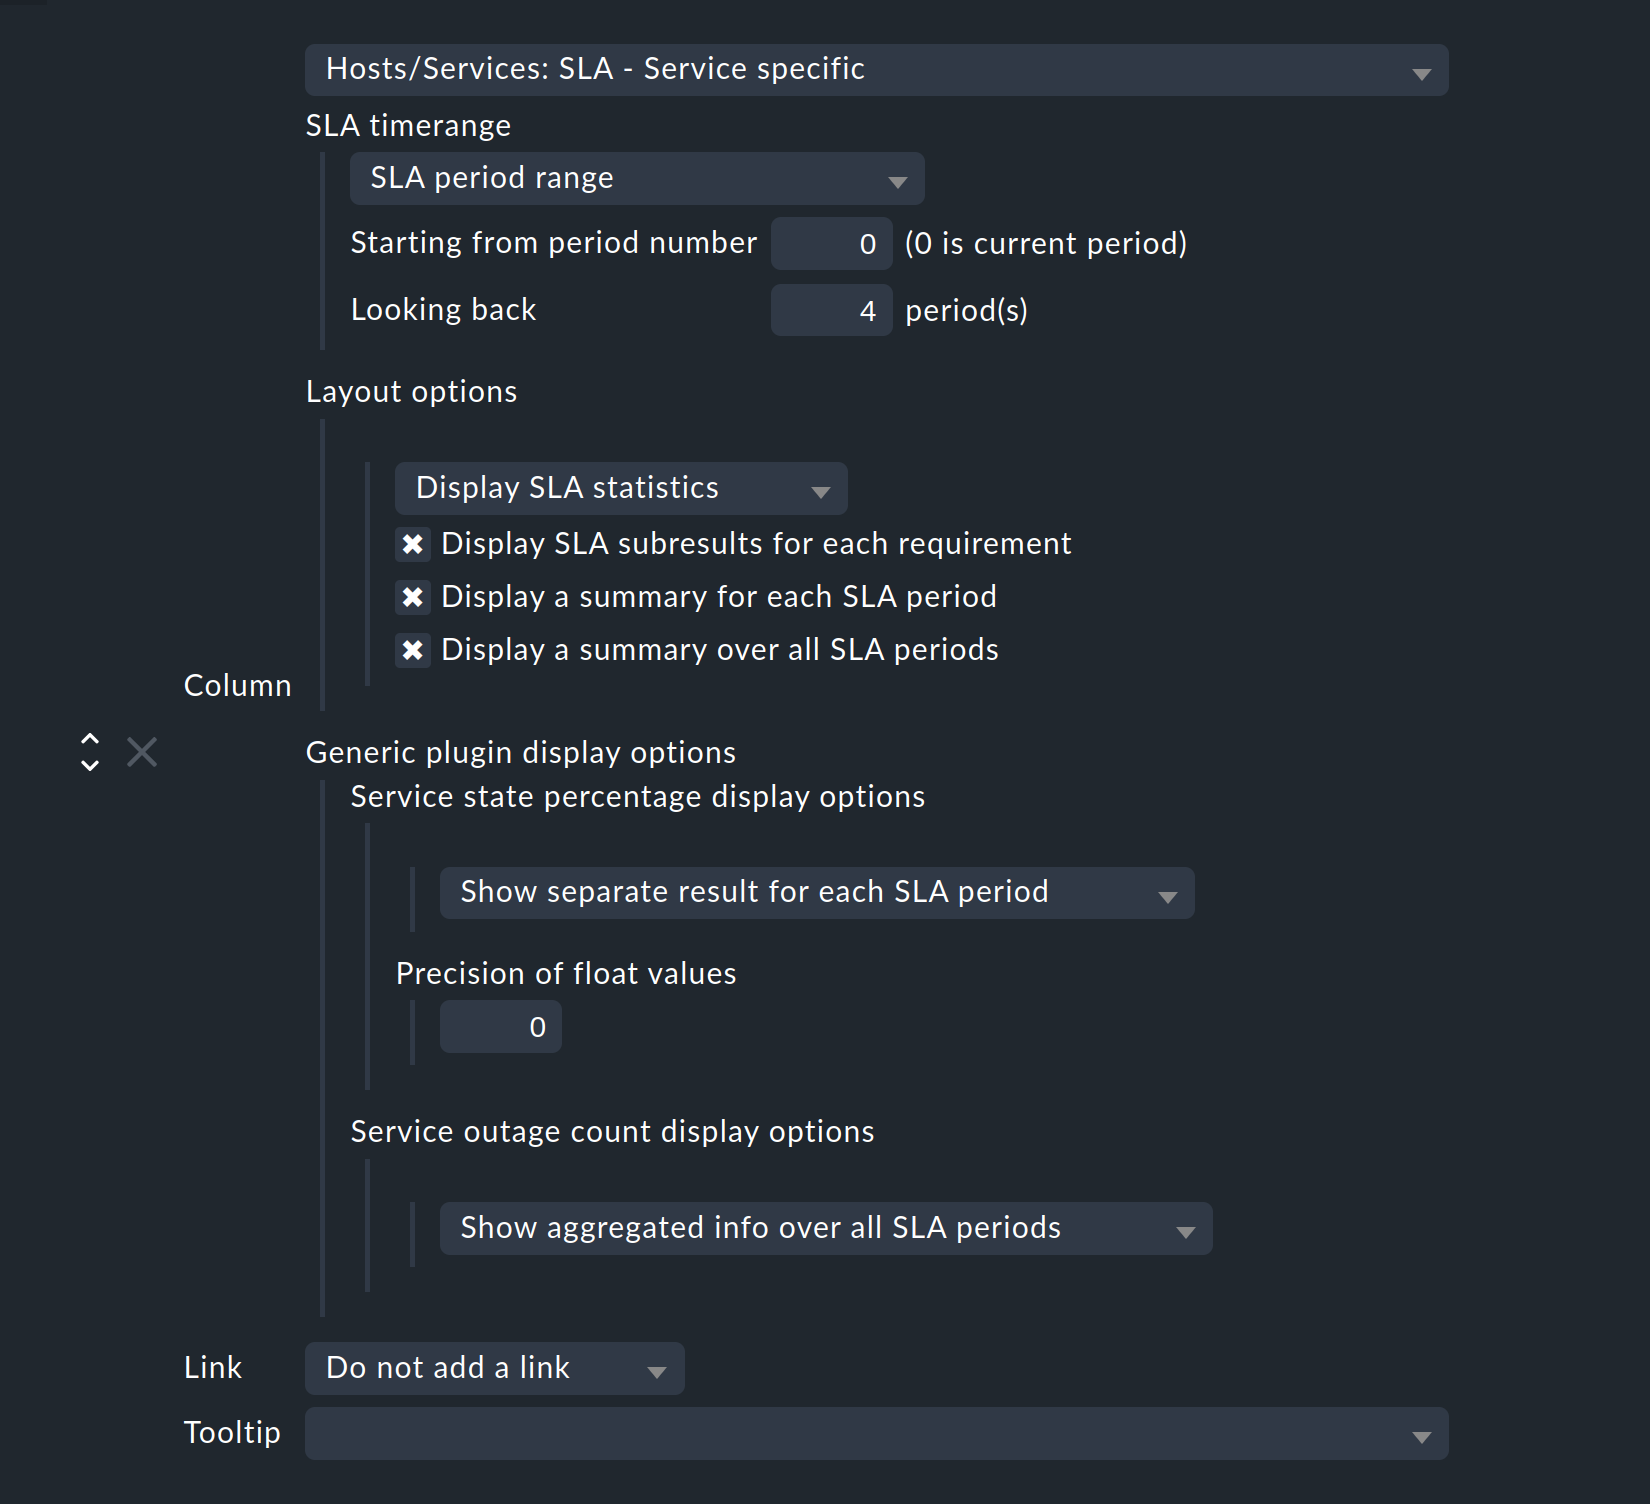 Hosts/Services: SLA - Service specific
SLA timerange
SLA period range
Starting from period number 0 (0 is current period)
Looking back 4 period(s)
Layout options
Display SLA statistics
Display SLA subresults for each requirement
Display a summary for each SLA period
Display a summary over all SLA periods
Column
Generic plugin display options
Service state percentage display options
Show separate result for each SLA period
Precision of float values
0
Service outage count display options
Show aggregated info over all SLA periods
Link Do not add a link
Tooltip